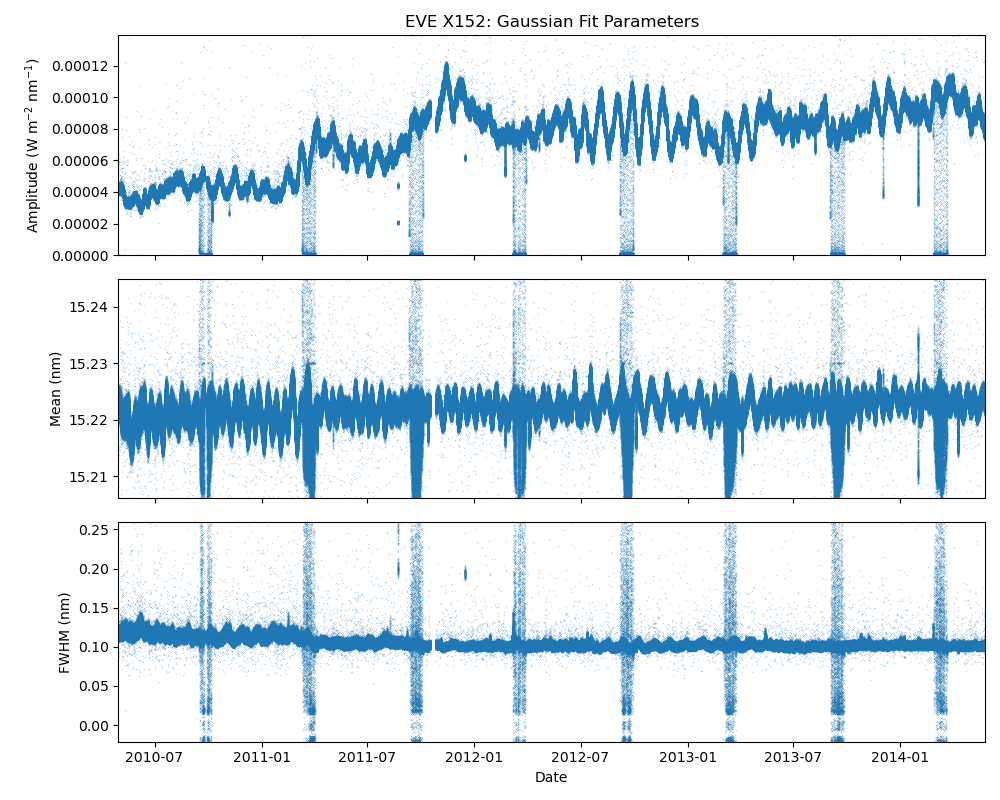 EVE X152: Gaussian Fit Parameters
Amplitude (W m⁻² nm⁻¹)
0.00012
0.00010
0.00008
0.00006
0.00004
0.00002
0.00000
Mean (nm)
15.24
15.23
15.22
15.21
FWHM (nm)
0.25
0.20
0.15
0.10
0.05
0.00
2010-07 2011-01 2011-07 2012-01 2012-07 2013-01 2013-07 2014-01
Date